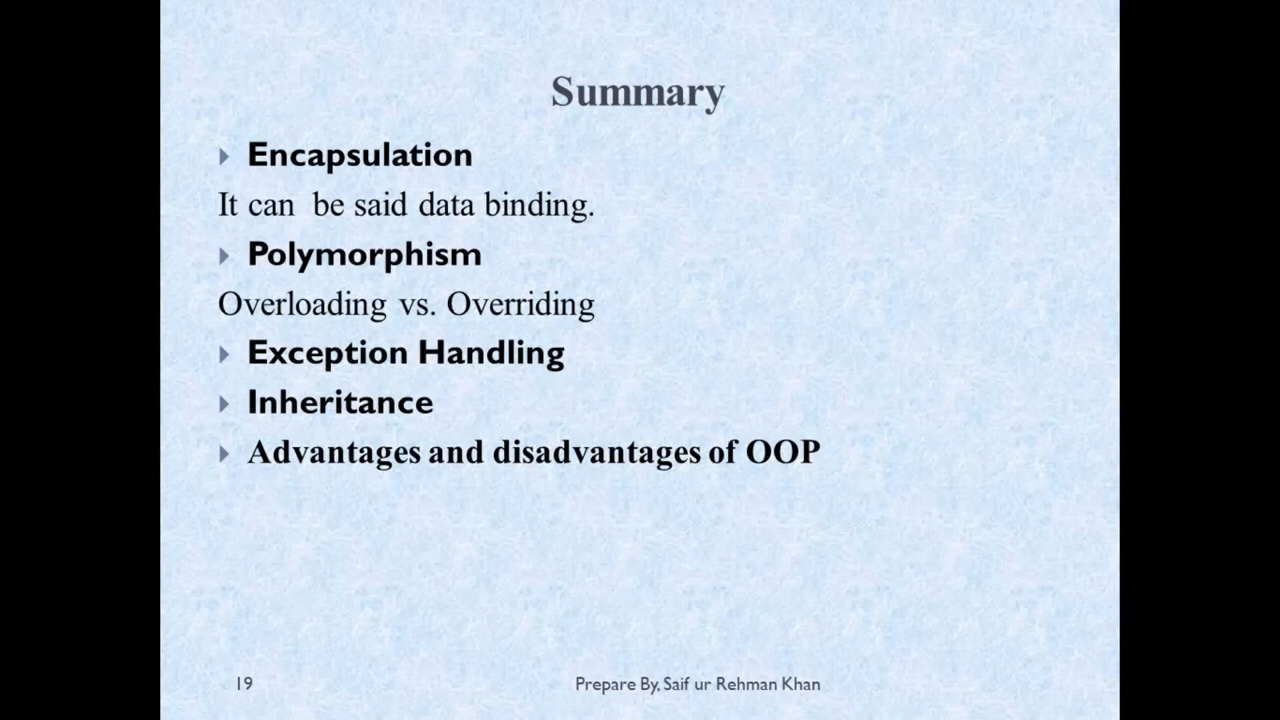 Summary
Encapsulation
It can be said data binding.
Polymorphism
Overloading vs. Overriding
Exception Handling
Inheritance
Advantages and disadvantages of OOP
19
Prepare By, Saif ur Rehman Khan